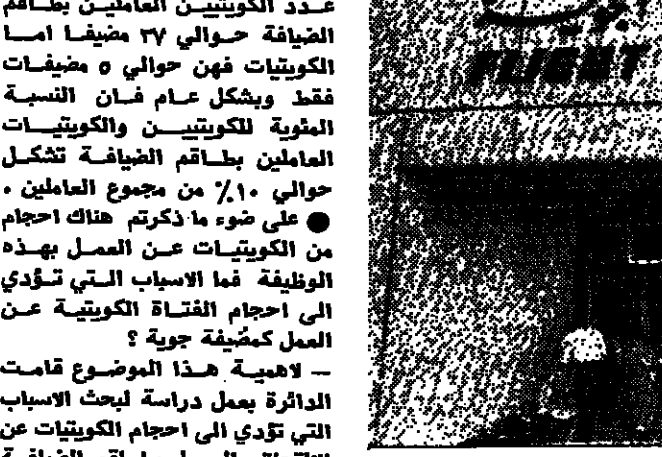 عدد الكويتيين العاملين بطاقم
الضيافة حوالي ٢٧ مضيفا اما
الكويتيات فهن حوالي ٥ مضيفات
فقط وبشكل عام فان النسبة
المئوية للكويتيين والكويتيات
العاملين بطاقم الضيافة تشكل
حوالي ١٠٪ من مجموع العاملين .
● على ضوء ما ذكرتم هناك احجام
من الكويتيات عن العمل بهذه
الوظيفة فما الاسباب التي تؤدي
الى احجام الفتاة الكويتية عن
العمل كمضيفة جوية ؟
— لاهمية هذا الموضوع قامت
الدائرة بعمل دراسة لبحث الاسباب
التي تؤدي الى احجام الكويتيات عن
FLIGHT